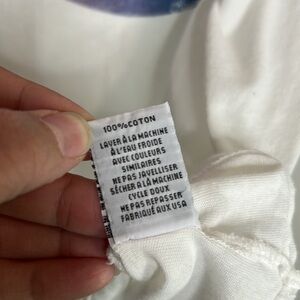 100% COTON
LAVER À LA MACHINE
À L'EAU FROIDE
AVEC COULEURS
SIMILAIRES
NE PAS JAVELLISER
SÉCHER À LA MACHINE
CYCLE DOUX
NE PAS REPASSER
FABRIQUÉ AUX USA